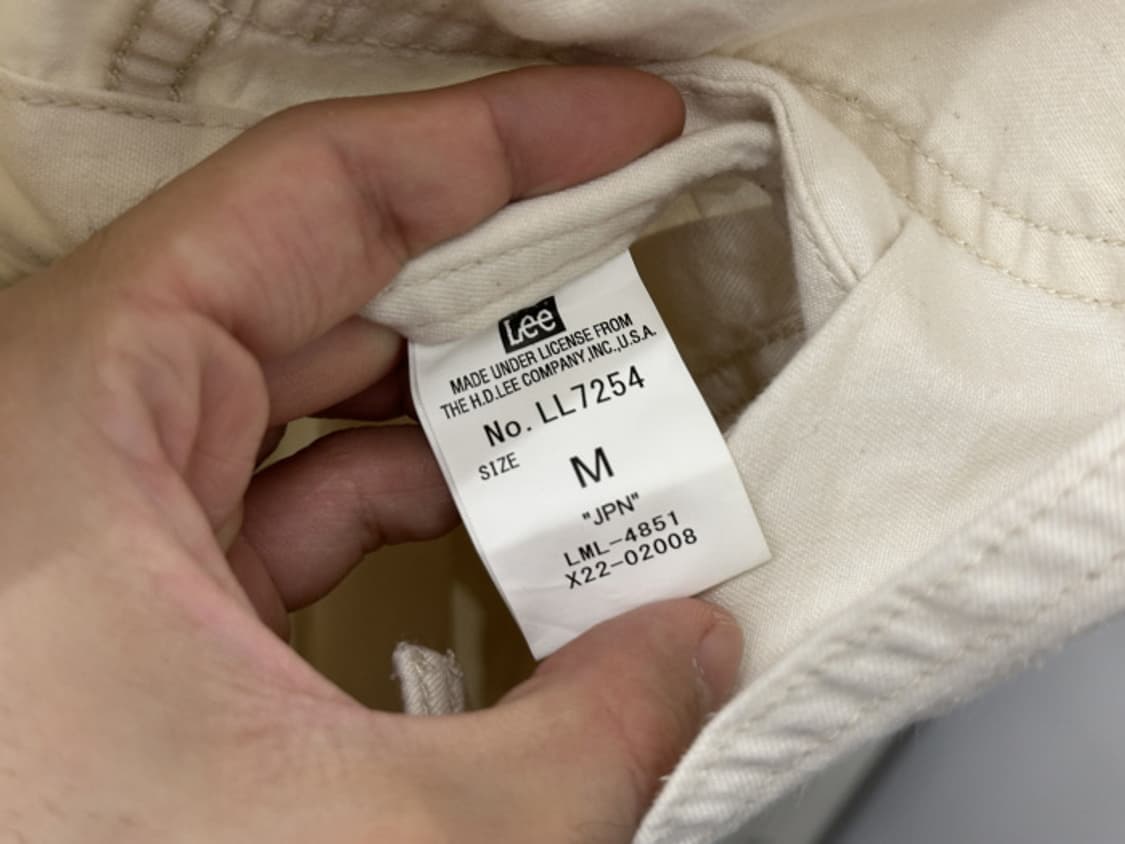 Lee
MADE UNDER LICENSE FROM
THE H.D.LEE COMPANY,INC.,U.S.A.
No. LL7254
SIZE M
"JPN"
LML-4851
X22-02008